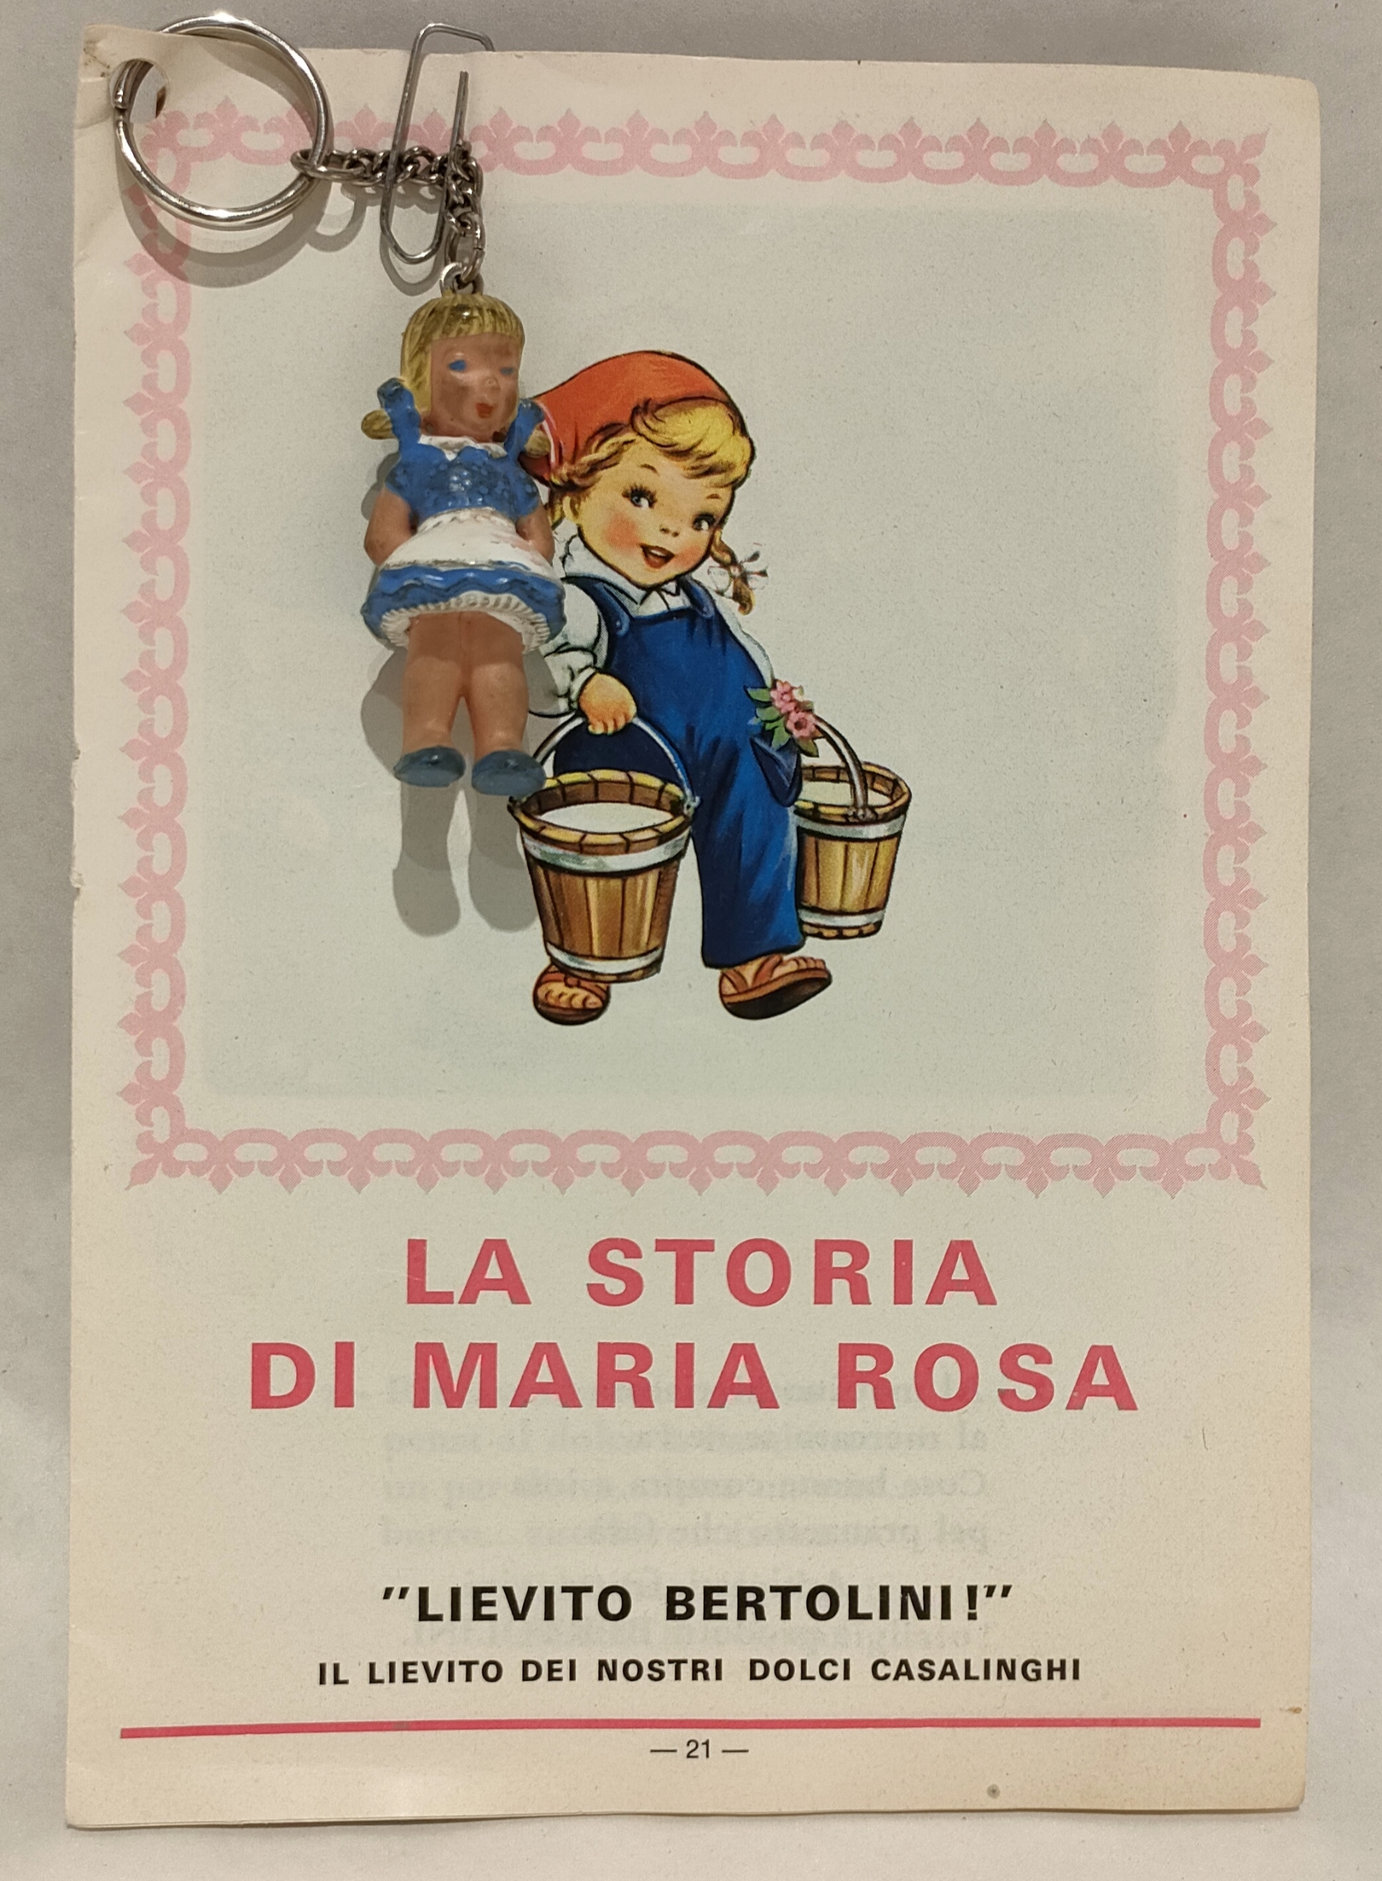 LA STORIA
DI MARIA ROSA
"LIEVITO BERTOLINI!"
IL LIEVITO DEI NOSTRI DOLCI CASALINGHI
— 21 —